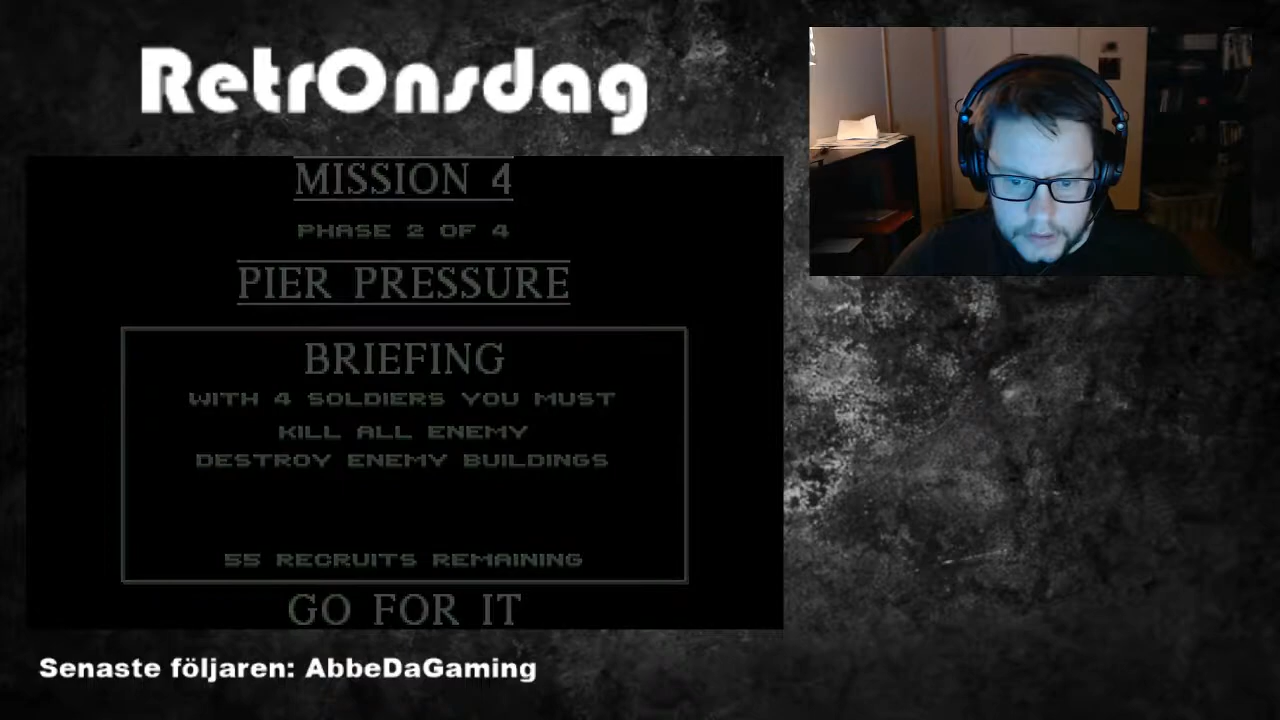 RetrOnsdag
MISSION 4
PHASE 2 OF 4
PIER PRESSURE
BRIEFING
WITH 4 SOLDIERS YOU MUST
KILL ALL ENEMY
DESTROY ENEMY BUILDINGS
55 RECRUITS REMAINING
GO FOR IT
Senaste följaren: AbbeDaGaming